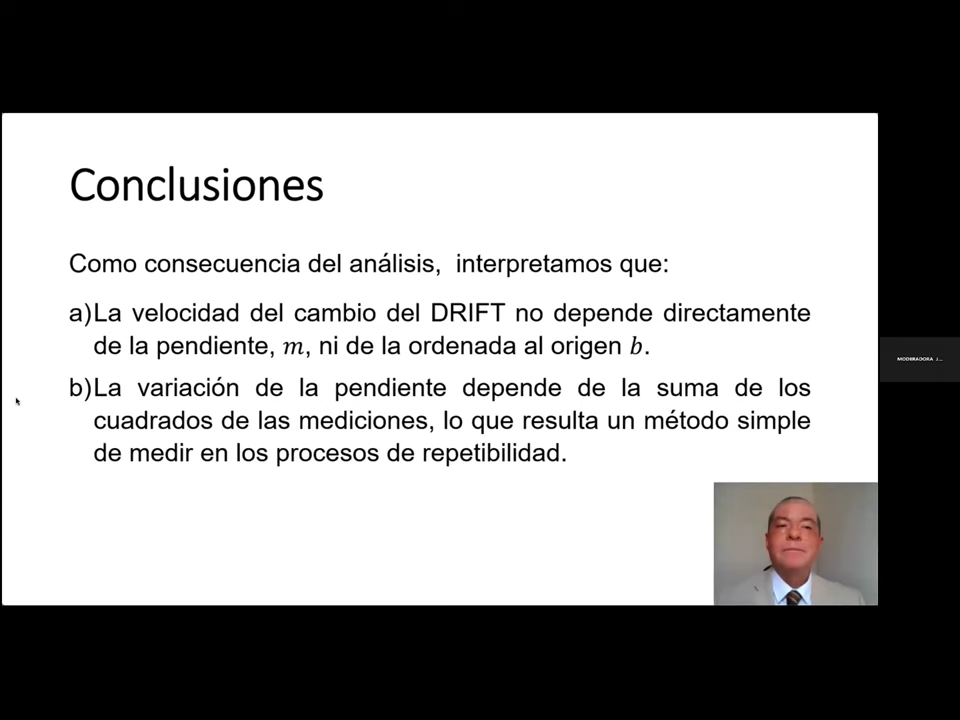 Conclusiones
Como consecuencia del análisis, interpretamos que:
a)La velocidad del cambio del DRIFT no depende directamente
de la pendiente, m, ni de la ordenada al origen b.
b)La variación de la pendiente depende de la suma de los
cuadrados de las mediciones, lo que resulta un método simple
de medir en los procesos de repetibilidad.
MODERADORA J...